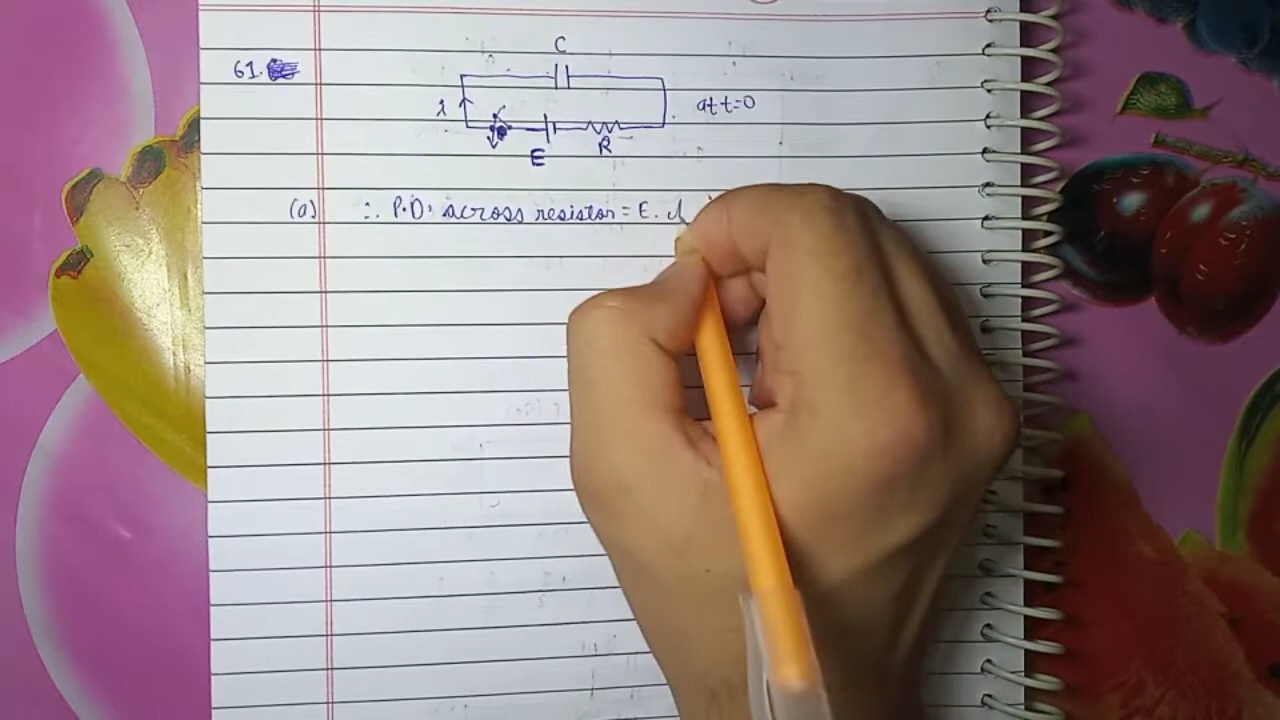 61.
C
i
at t=0
E
R
(a) ∴ P.D. across resistor = E.